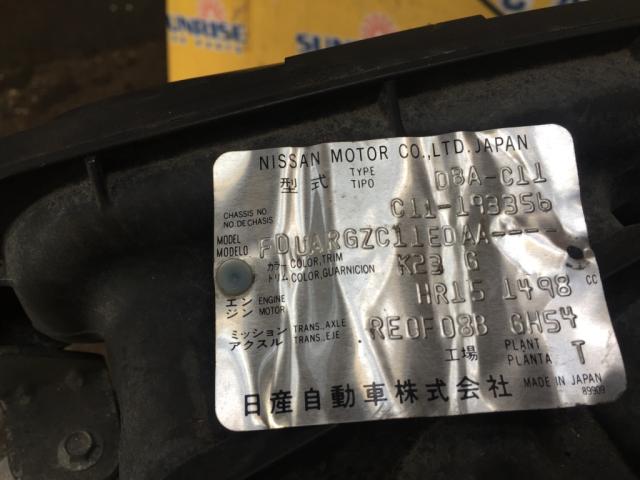 SUNRISE
SUNRISE
NISSAN MOTOR CO.,LTD.JAPAN
型式 TYPE TIPO DBA-C11
CHASSIS NO. NO.DE CHASIS C11-193356
MODEL MODELO FDUARGZC11EDAA----
カラー COLOR,TRIM K23 G
トリム COLOR,GUARNICION
エンジン ENGINE MOTOR HR15 1498 CC
ミッション TRANS.,AXLE RE0F08B GH54
アクスル TRANS.,EJE
工場 PLANT PLANTA T
日産自動車株式会社 MADE IN JAPAN
89909